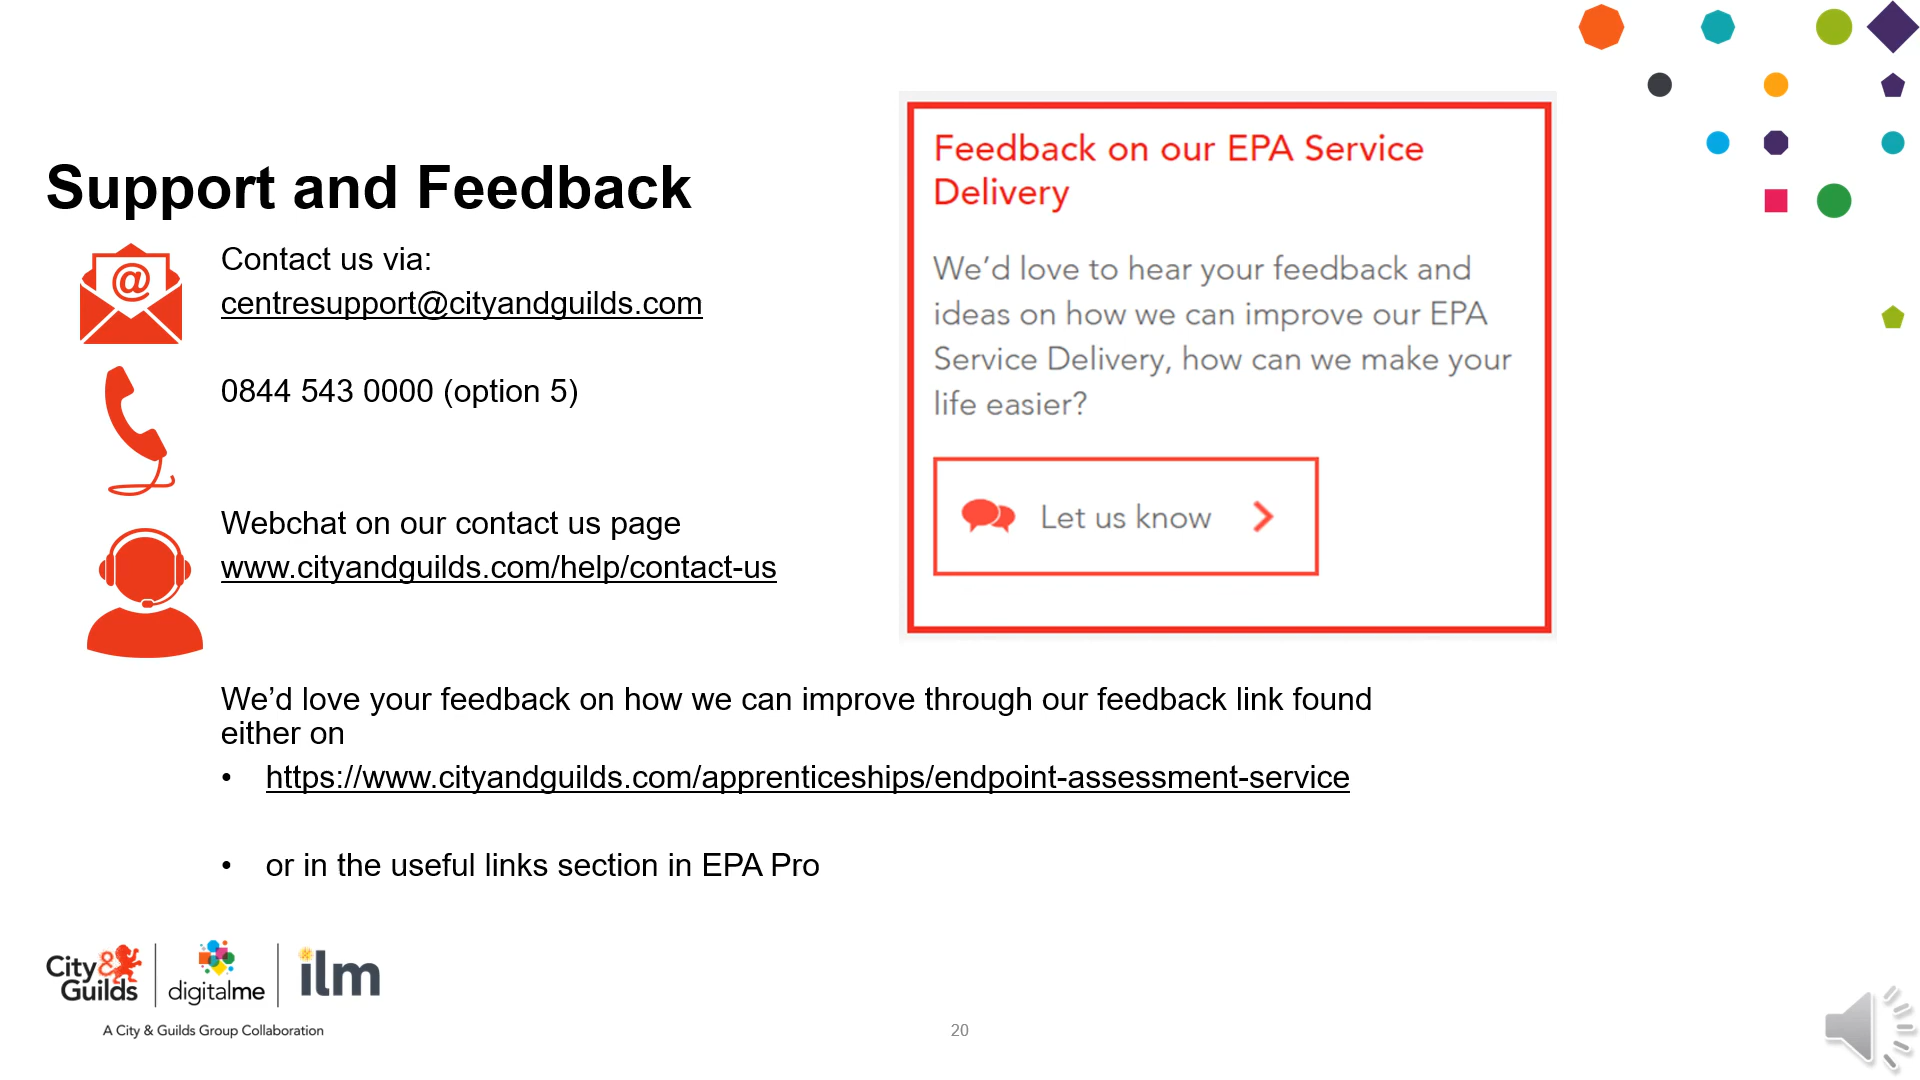 Support and Feedback
Contact us via:
centresupport@cityandguilds.com
0844 543 0000 (option 5)
Webchat on our contact us page
www.cityandguilds.com/help/contact-us
Feedback on our EPA Service
Delivery
We’d love to hear your feedback and
ideas on how we can improve our EPA
Service Delivery, how can we make your
life easier?
Let us know
We’d love your feedback on how we can improve through our feedback link found
either on
• https://www.cityandguilds.com/apprenticeships/endpoint-assessment-service
• or in the useful links section in EPA Pro
City &
Guilds
digitalme
ilm
A City & Guilds Group Collaboration
20